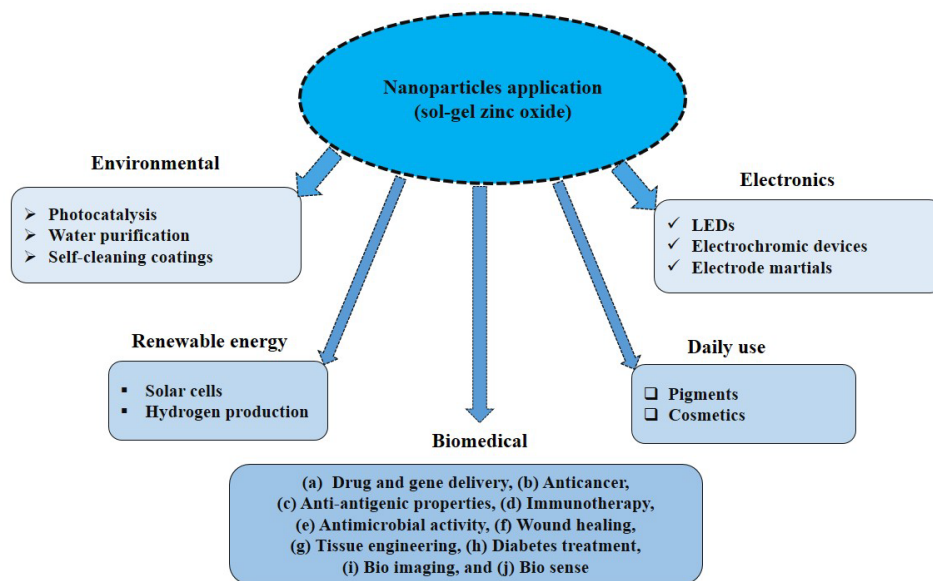 Nanoparticles application
(sol-gel zinc oxide)
Environmental
➤ Photocatalysis
➤ Water purification
➤ Self-cleaning coatings
Electronics
✓ LEDs
✓ Electrochromic devices
✓ Electrode martials
Renewable energy
▪ Solar cells
▪ Hydrogen production
Daily use
❑ Pigments
❑ Cosmetics
Biomedical
(a) Drug and gene delivery, (b) Anticancer,
(c) Anti-antigenic properties, (d) Immunotherapy,
(e) Antimicrobial activity, (f) Wound healing,
(g) Tissue engineering, (h) Diabetes treatment,
(i) Bio imaging, and (j) Bio sense